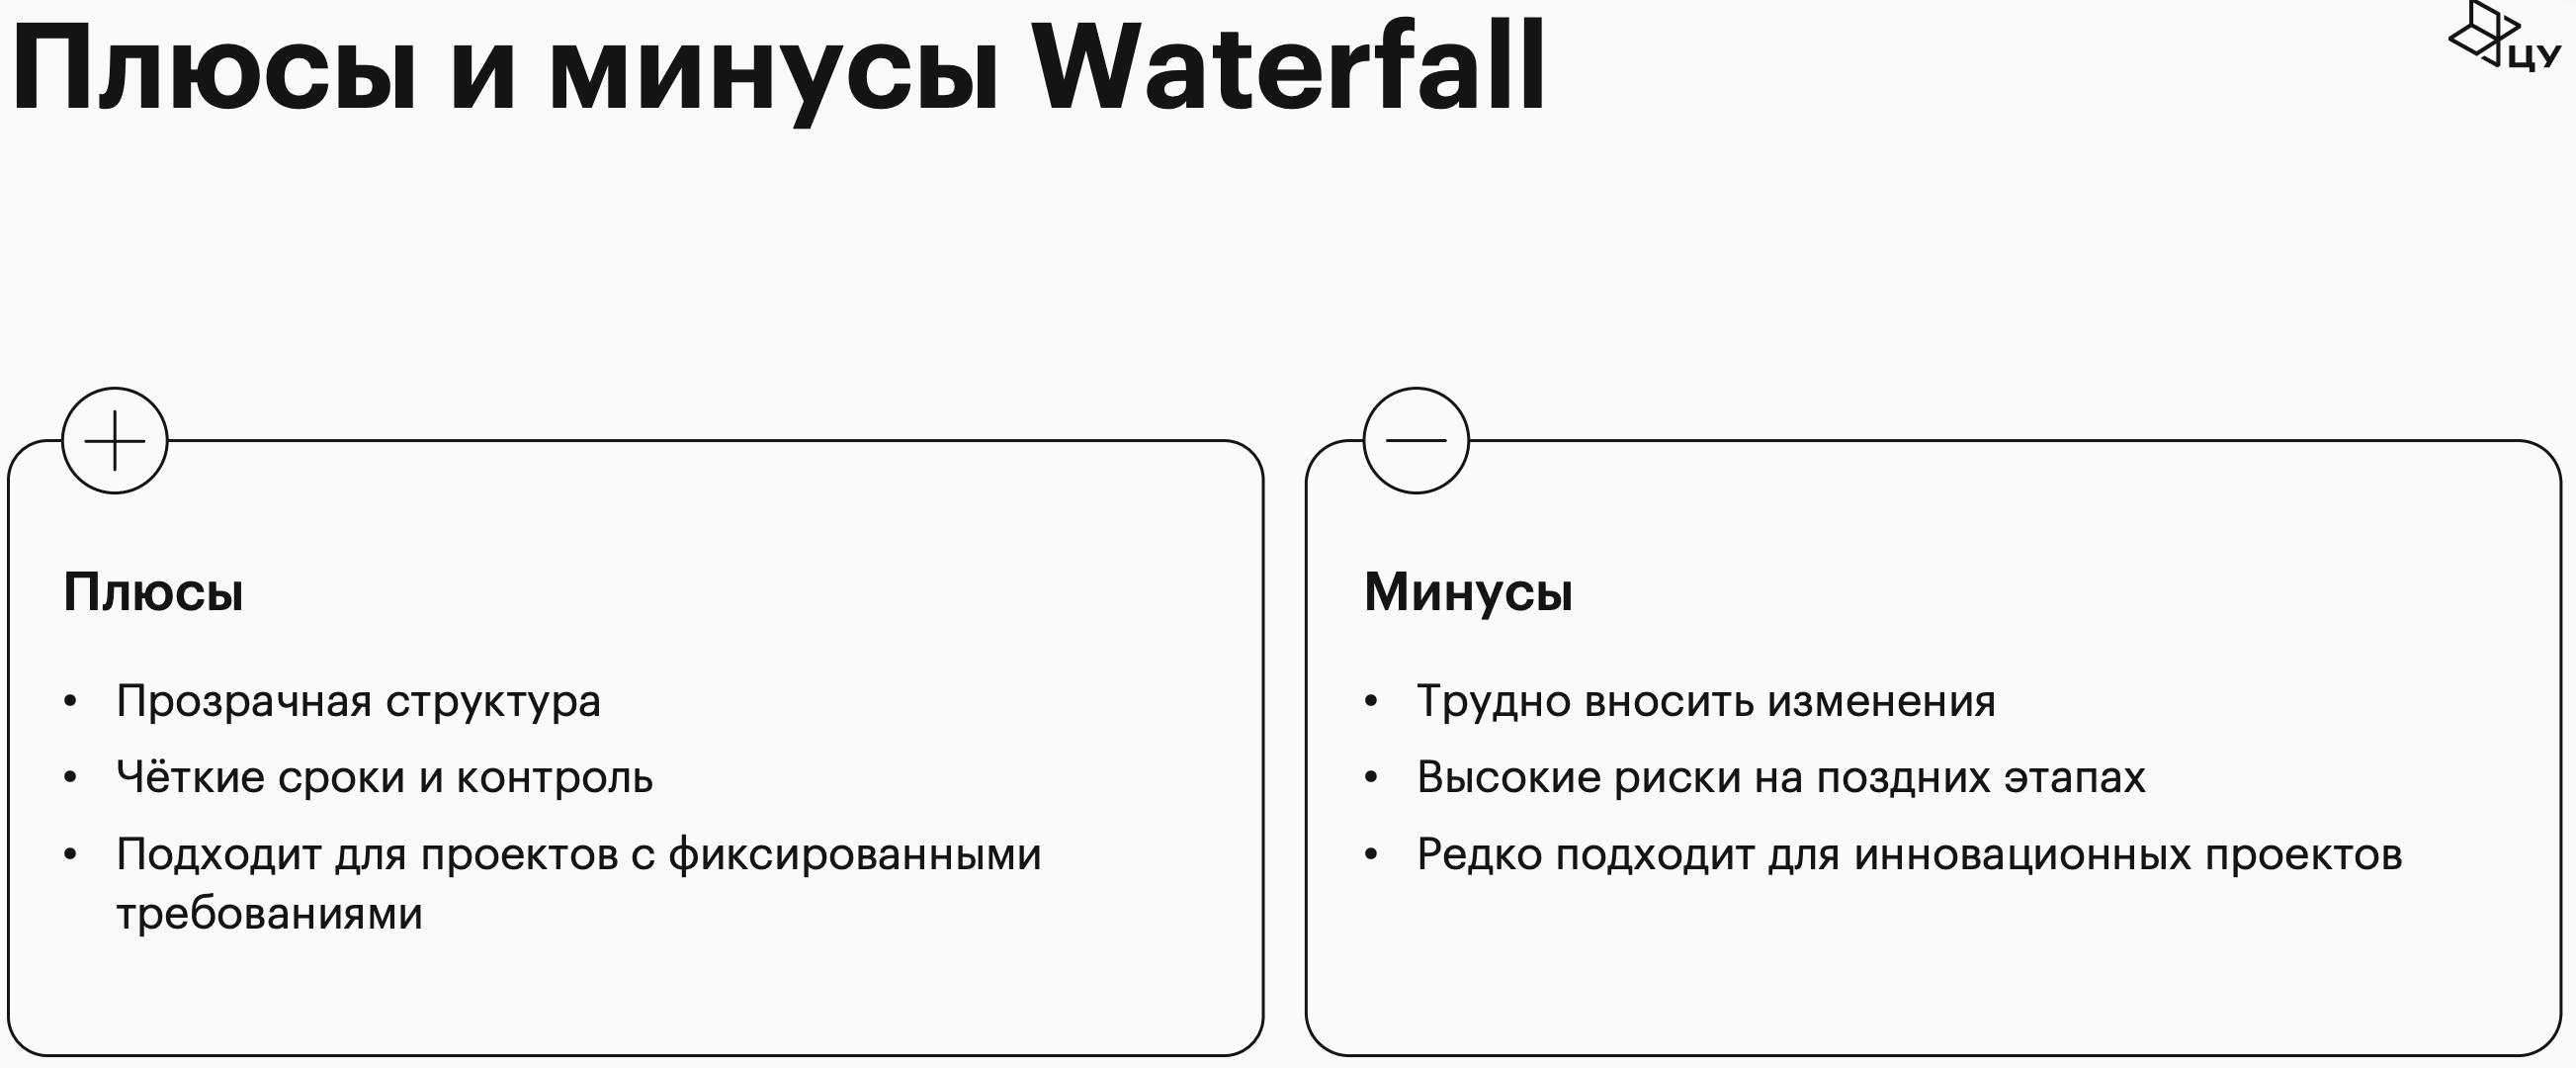 Плюсы и минусы Waterfall
ЦУ
Плюсы
• Прозрачная структура
• Чёткие сроки и контроль
• Подходит для проектов с фиксированными
требованиями
Минусы
• Трудно вносить изменения
• Высокие риски на поздних этапах
• Редко подходит для инновационных проектов